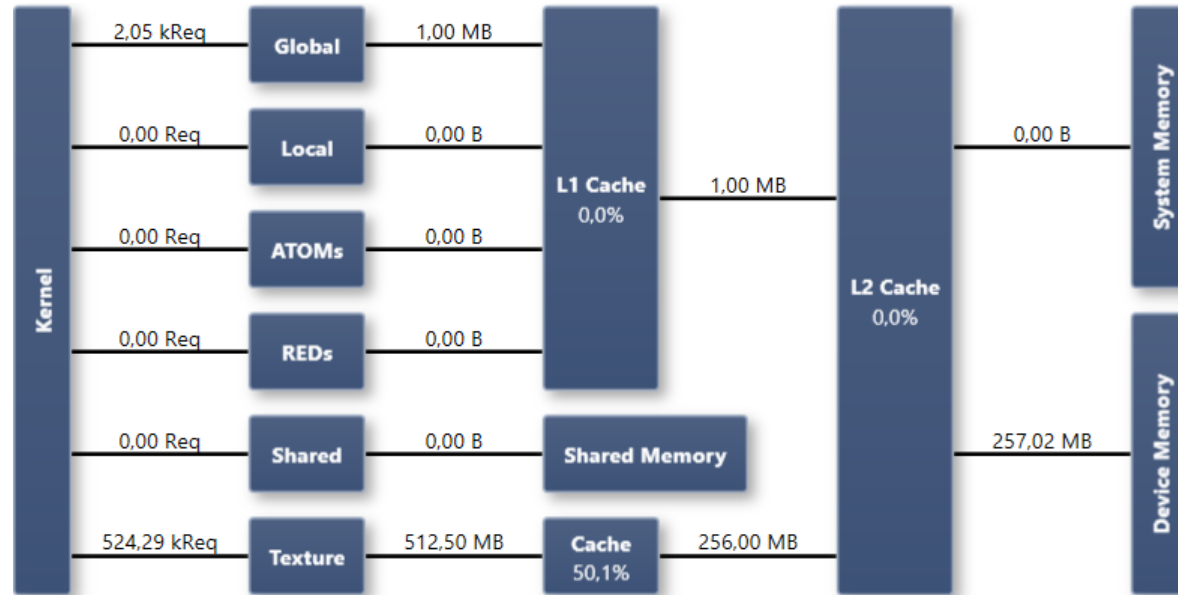 Kernel
2,05 kReq
Global
1,00 MB
0,00 Req
Local
0,00 B
0,00 Req
ATOMs
0,00 B
0,00 Req
REDs
0,00 B
0,00 Req
Shared
0,00 B
Shared Memory
524,29 kReq
Texture
512,50 MB
Cache
50,1%
256,00 MB
L1 Cache
0,0%
1,00 MB
L2 Cache
0,0%
0,00 B
System Memory
257,02 MB
Device Memory